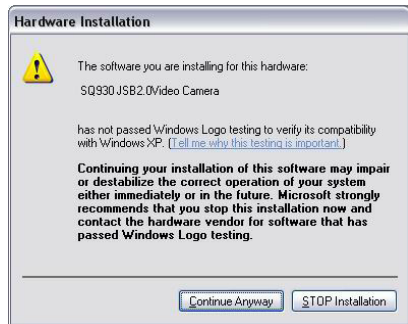 Hardware Installation
The software you are installing for this hardware:
SQ930 JSB2.0Video Camera
has not passed Windows Logo testing to verify its compatibility
with Windows XP. (Tell me why this testing is important.)
Continuing your installation of this software may impair
or destabilize the correct operation of your system
either immediately or in the future. Microsoft strongly
recommends that you stop this installation now and
contact the hardware vendor for software that has
passed Windows Logo testing.
Continue Anyway
STOP Installation